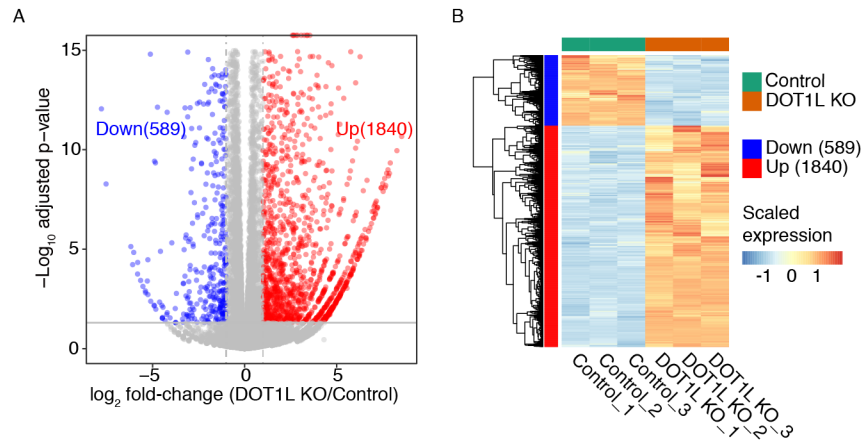 A
15
10
5
0
−Log10 adjusted p-value
Down(589)
Up(1840)
−5
0
5
log2 fold-change (DOT1L KO/Control)
B
Control
DOT1L KO
Down (589)
Up (1840)
Scaled
expression
-1
0
1
Control_1
Control_2
Control_3
DOT1L KO_1
DOT1L KO_2
DOT1L KO_3